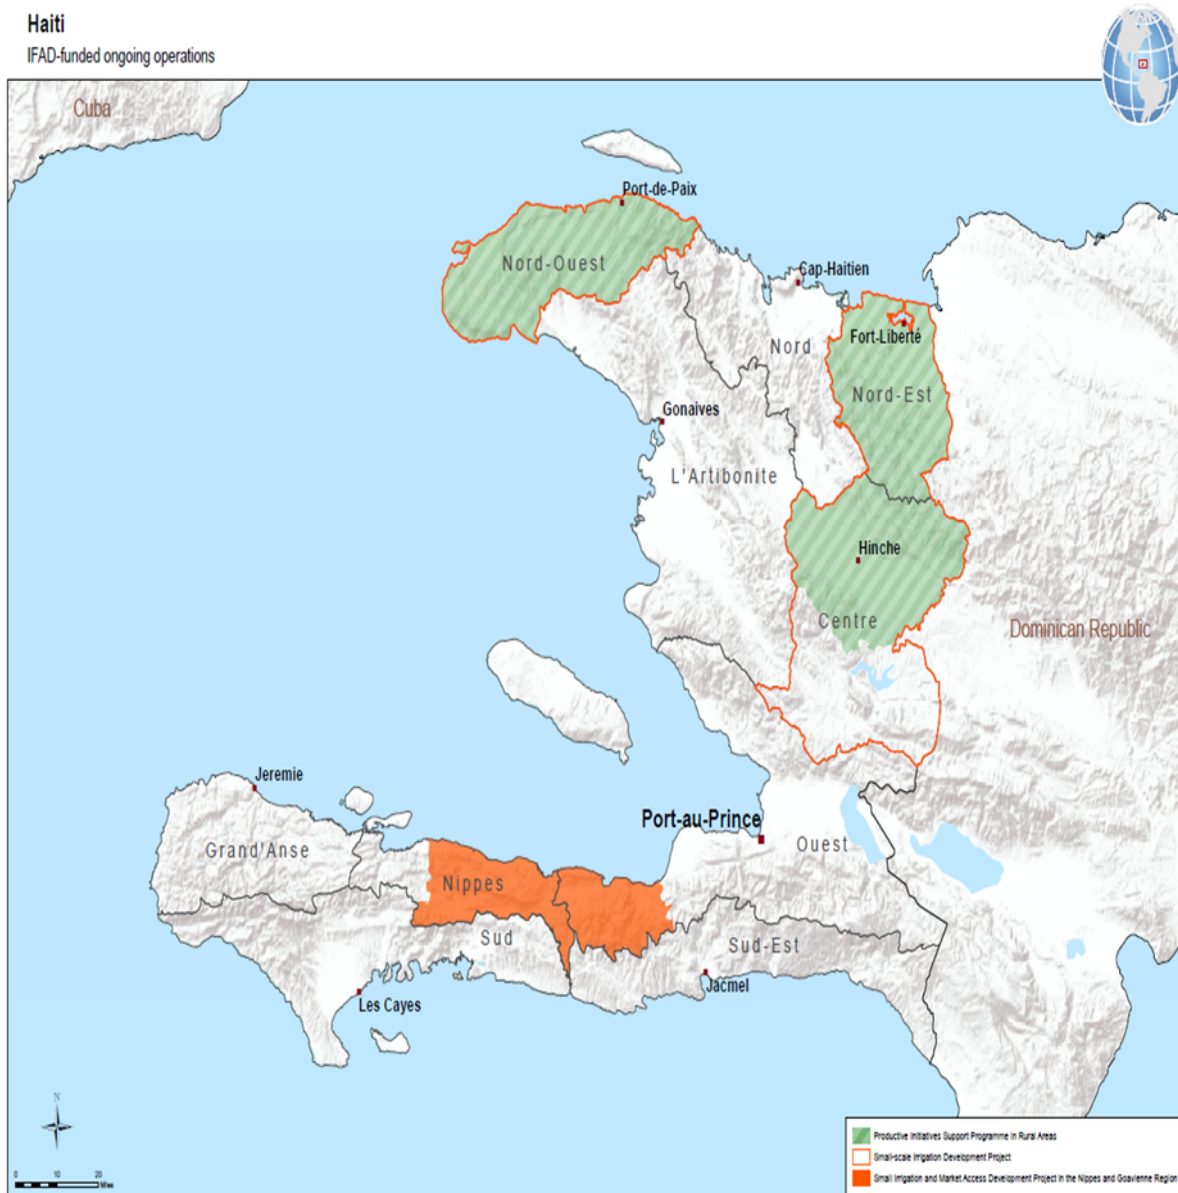 Haiti
IFAD-funded ongoing operations
Cuba
Port-de-Paix
Nord-Ouest
Cap-Haitien
Nord
Fort-Liberté
Nord-Est
Gonaives
L'Artibonite
Hinche
Centre
Dominican Republic
Jeremie
Port-au-Prince
Grand'Anse
Ouest
Nippes
Sud
Sud-Est
Les Cayes
Jacmel
N
0 10 20
Miles
Productive Initiatives Support Programme in Rural Areas
Small-scale Irrigation Development Project
Small Irrigation and Market Access Development Project in the Nippes and Goavienne Region